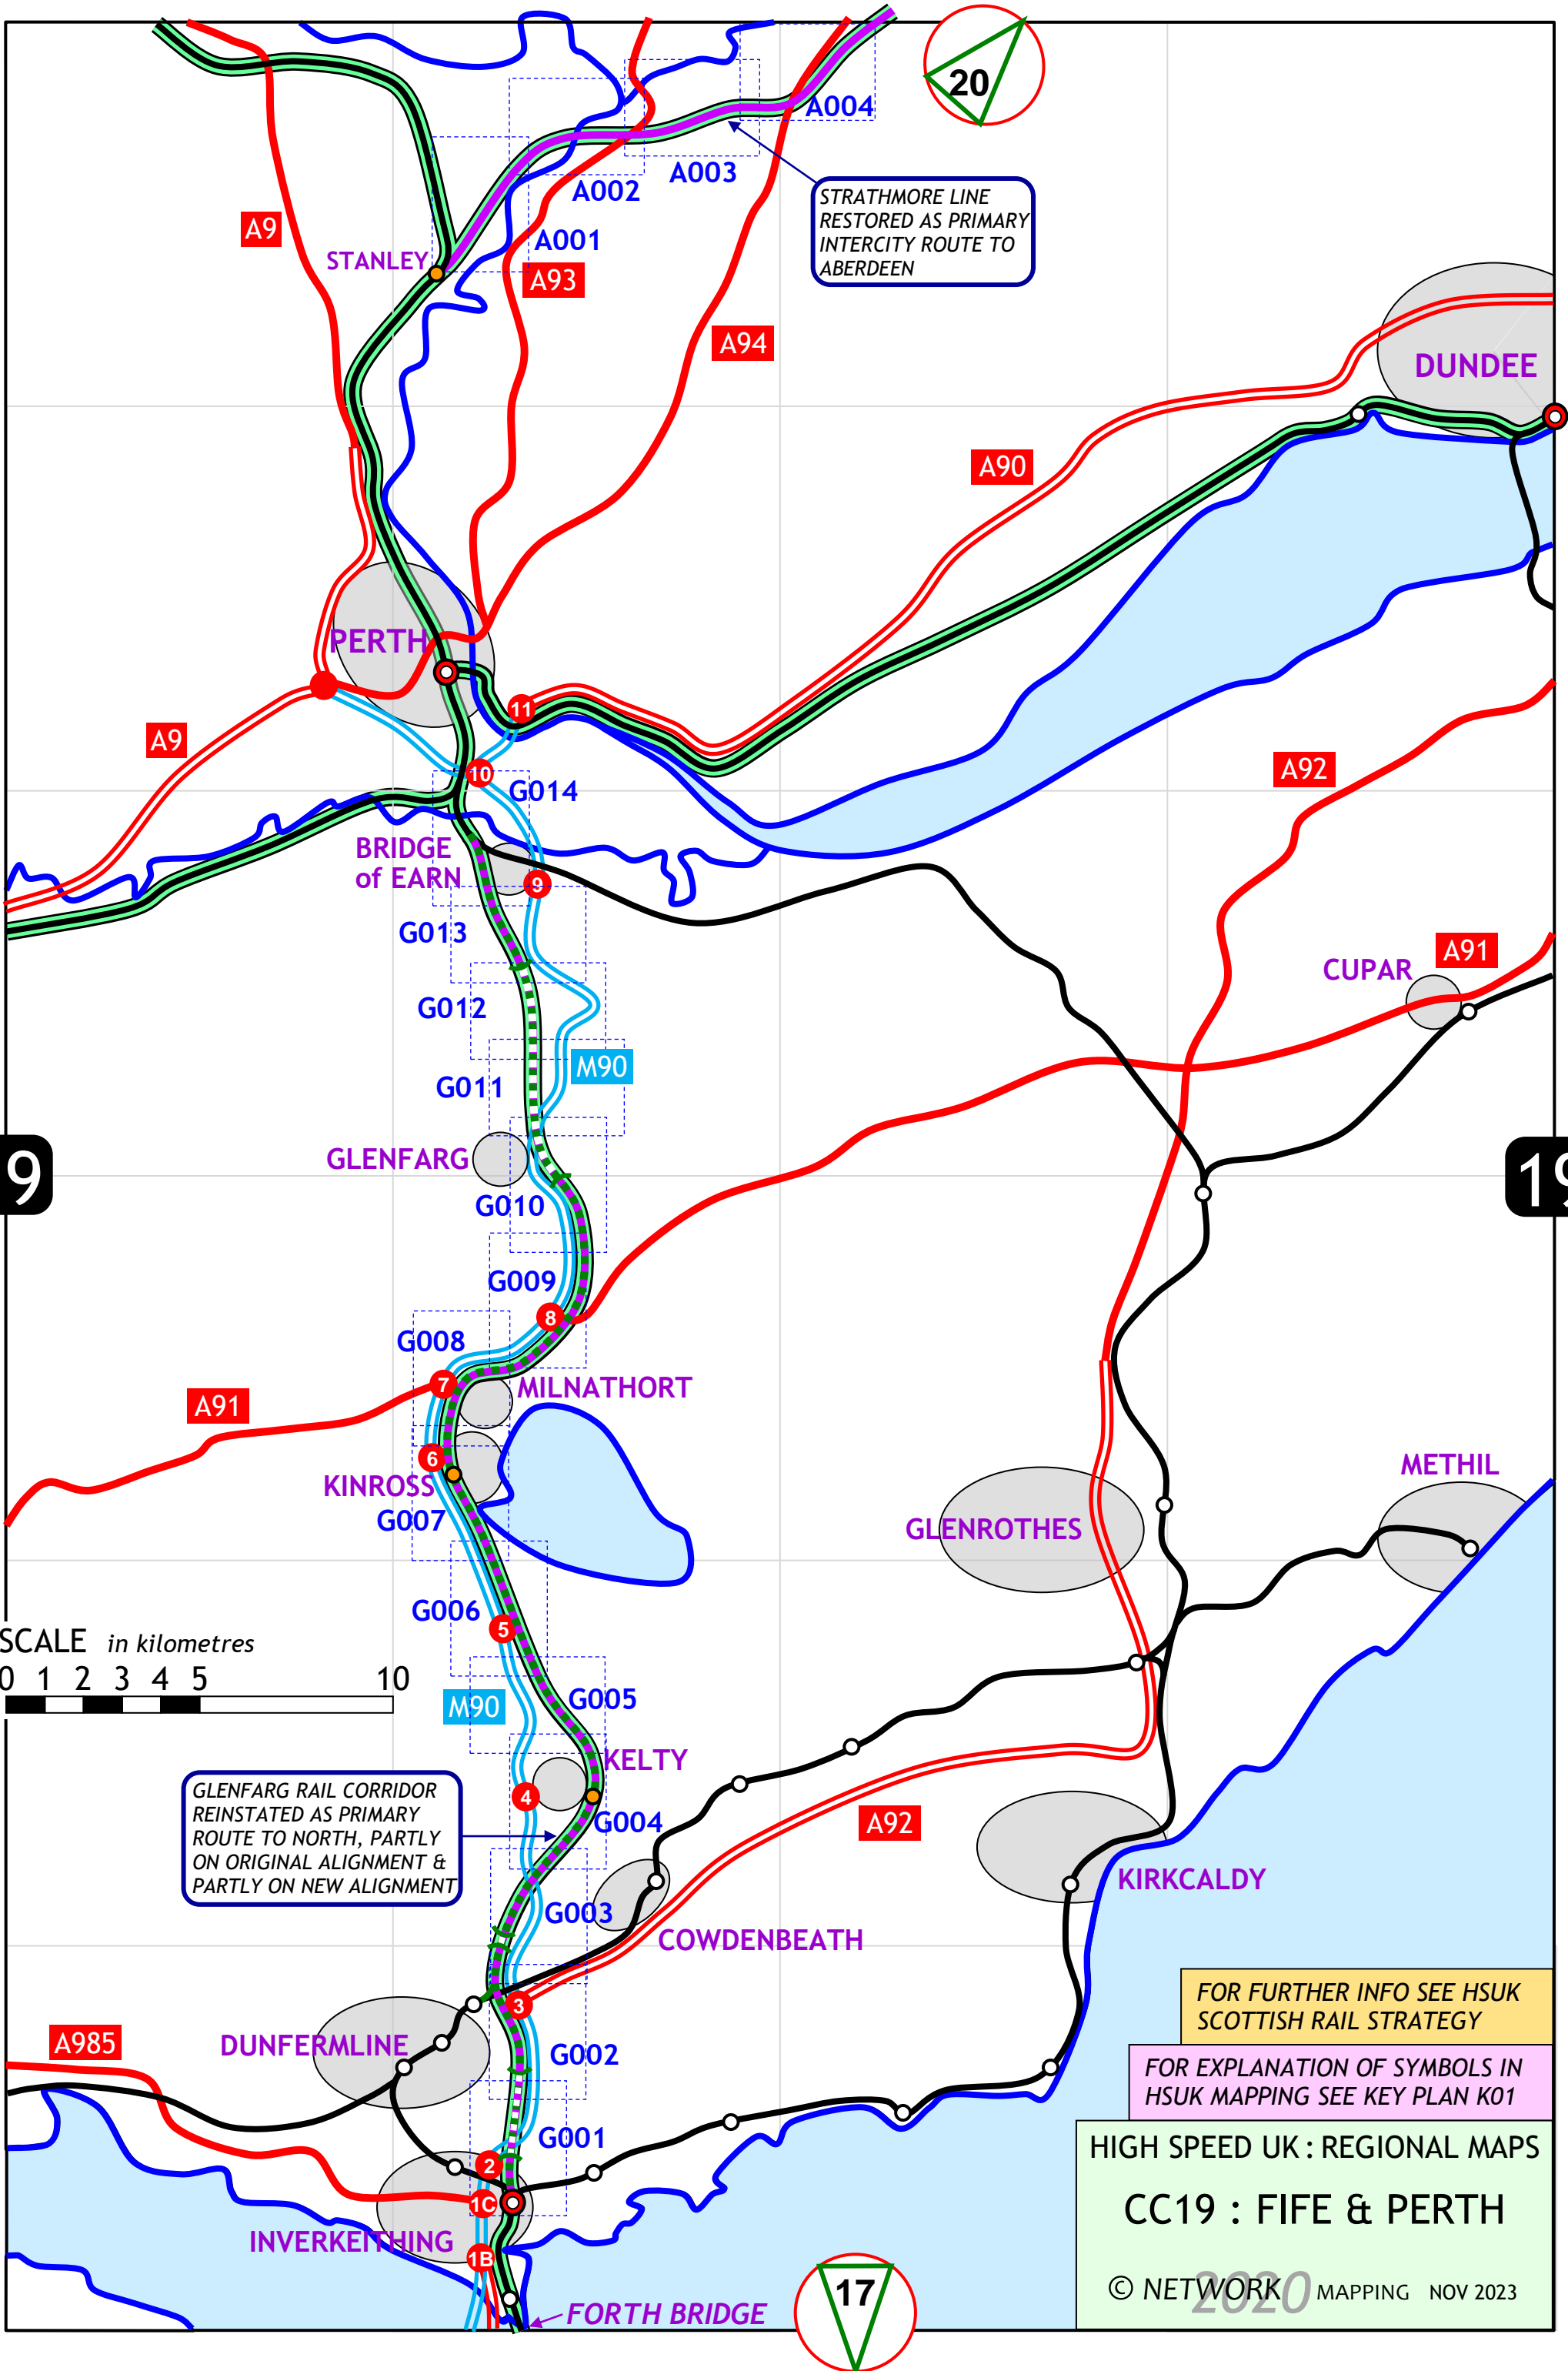 20
A004
A003
A002
A001
STRATHMORE LINE
RESTORED AS PRIMARY
INTERCITY ROUTE TO
ABERDEEN
A9
STANLEY
A93
A94
DUNDEE
A90
PERTH
11
A9
10
G014
A92
BRIDGE
of EARN
9
G013
CUPAR
A91
G012
M90
G011
GLENFARG
9
19
G010
G009
8
G008
7
MILNATHORT
A91
6
KINROSS
G007
METHIL
GLENROTHES
G006
5
SCALE in kilometres
0 1 2 3 4 5 10
M90
G005
KELTY
4
G004
GLENFARG RAIL CORRIDOR
REINSTATED AS PRIMARY
ROUTE TO NORTH, PARTLY
ON ORIGINAL ALIGNMENT &
PARTLY ON NEW ALIGNMENT
A92
KIRKCALDY
G003
COWDENBEATH
3
FOR FURTHER INFO SEE HSUK
SCOTTISH RAIL STRATEGY
A985
DUNFERMLINE
G002
FOR EXPLANATION OF SYMBOLS IN
HSUK MAPPING SEE KEY PLAN K01
G001
2
1C
INVERKEITHING
1B
HIGH SPEED UK : REGIONAL MAPS
CC19 : FIFE & PERTH
© NETWORK 2020 MAPPING NOV 2023
17
FORTH BRIDGE